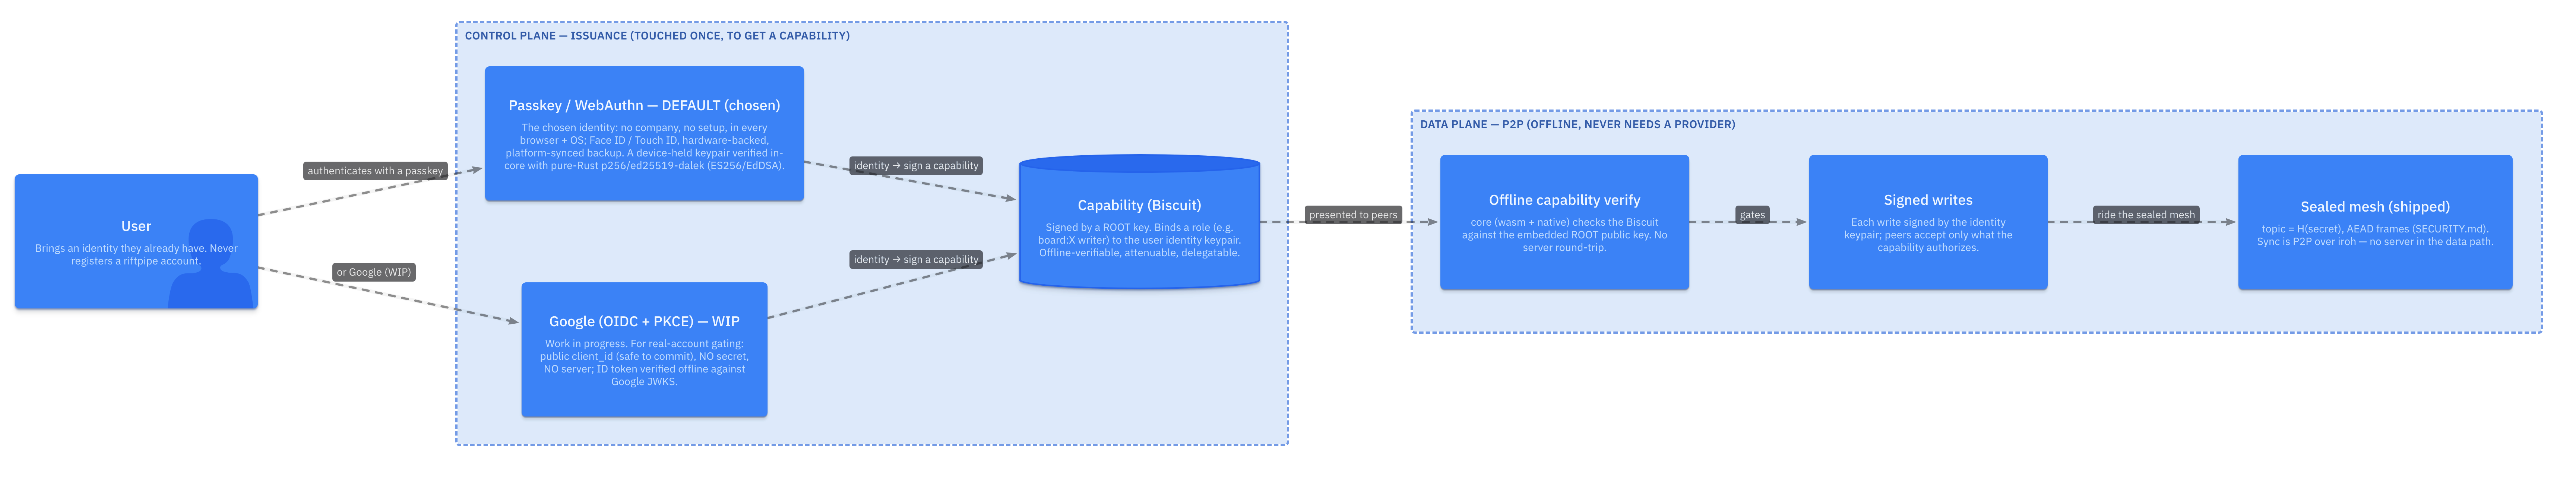 CONTROL PLANE — ISSUANCE (TOUCHED ONCE, TO GET A CAPABILITY)
Passkey / WebAuthn — DEFAULT (chosen)
The chosen identity: no company, no setup, in every
browser + OS; Face ID / Touch ID, hardware-backed,
platform-synced backup. A device-held keypair verified in-
core with pure-Rust p256/ed25519-dalek (ES256/EdDSA).
User
Brings an identity they already have. Never
registers a riftpipe account.
authenticates with a passkey
or Google (WIP)
Google (OIDC + PKCE) — WIP
Work in progress. For real-account gating:
public client_id (safe to commit), NO secret,
NO server; ID token verified offline against
Google JWKS.
identity → sign a capability
identity → sign a capability
Capability (Biscuit)
Signed by a ROOT key. Binds a role (e.g.
board:X writer) to the user identity keypair.
Offline-verifiable, attenuable, delegatable.
presented to peers
DATA PLANE — P2P (OFFLINE, NEVER NEEDS A PROVIDER)
Offline capability verify
core (wasm + native) checks the Biscuit
against the embedded ROOT public key. No
server round-trip.
gates
Signed writes
Each write signed by the identity
keypair; peers accept only what the
capability authorizes.
ride the sealed mesh
Sealed mesh (shipped)
topic = H(secret), AEAD frames (SECURITY.md).
Sync is P2P over iroh — no server in the data path.